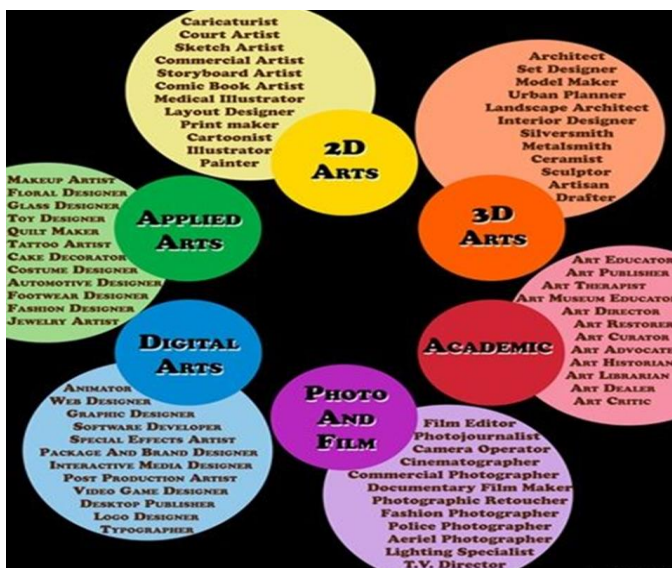 Caricaturist
Court Artist
Sketch Artist
Commercial Artist
Storyboard Artist
Comic Book Artist
Medical Illustrator
Layout Designer
Print maker
Cartoonist
Illustrator
Painter
2D
Arts
Architect
Set Designer
Model Maker
Urban Planner
Landscape Architect
Interior Designer
Silversmith
Metalsmith
Ceramist
Sculptor
Artisan
Drafter
3D
Arts
Makeup Artist
Floral Designer
Glass Designer
Toy Designer
Quilt Maker
Tattoo Artist
Cake Decorator
Costume Designer
Automotive Designer
Footwear Designer
Fashion Designer
Jewelry Artist
Applied
Arts
Art Educator
Art Publisher
Art Therapist
Art Museum Educator
Art Director
Art Restorer
Art Curator
Art Advocate
Art Historian
Art Librarian
Art Dealer
Art Critic
Academic
Digital
Arts
Animator
Web Designer
Graphic Designer
Software Developer
Special Effects Artist
Package And Brand Designer
Interactive Media Designer
Post Production Artist
Video Game Designer
Desktop Publisher
Logo Designer
Typographer
Photo
And
Film
Film Editor
Photojournalist
Camera Operator
Cinematographer
Commercial Photographer
Documentary Film Maker
Photographic Retoucher
Fashion Photographer
Police Photographer
Aeriel Photographer
Lighting Specialist
T.V. Director